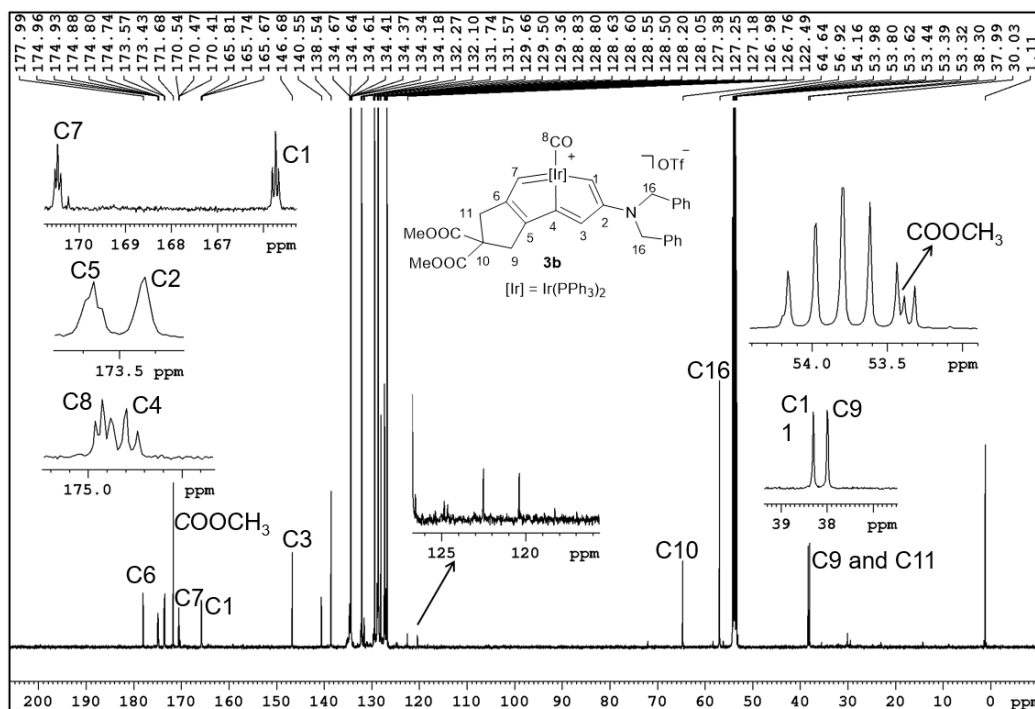 177.99
174.96
174.93
174.88
174.80
174.74
173.57
173.43
171.68
170.54
170.47
170.41
165.81
165.74
165.67
146.68
140.55
138.54
134.67
134.64
134.61
134.41
134.37
134.34
134.18
132.27
132.10
131.74
131.57
129.66
129.50
129.36
128.83
128.80
128.63
128.60
128.55
128.50
128.20
128.05
127.38
127.25
126.98
126.76
122.49
64.64
56.92
54.16
53.98
53.80
53.62
53.44
53.39
53.32
38.30
37.99
30.03
1.11
C7
C1
170 169 168 167 ppm
C5
C2
173.5 ppm
C8
C4
175.0 ppm
8
CO
+
OTf
−
7
[Ir]
1
16
6
N
Ph
11
4
3
2
5
Ph
MeOOC
16
MeOOC
10
9
3b
[Ir] = Ir(PPh3)2
COOCH3
54.0 53.5 ppm
C1
1
C9
39 38 ppm
125 120 ppm
C16
COOCH3
C6
C7
C1
C3
C10
C9 and C11
200 190 180 170 160 150 140 130 120 110 100 90 80 70 60 50 40 30 20 10 0 ppm